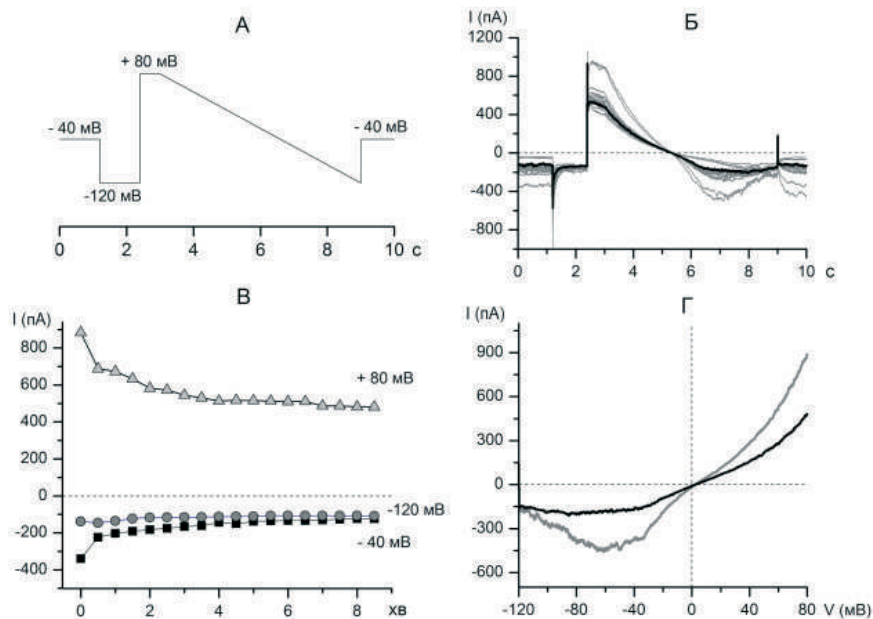 А
+ 80 мВ
- 40 мВ
- 40 мВ
-120 мВ
0 2 4 6 8 10 с
I (пА)
Б
1200
800
400
0
-400
-800
0 2 4 6 8 10 с
В
I (пА)
800
600
400
200
0
-200
-400
+ 80 мВ
-120 мВ
- 40 мВ
0 2 4 6 8 хв
Г
I (пА)
900
600
300
0
-300
-600
-120 -80 -40 0 40 80 V (мВ)